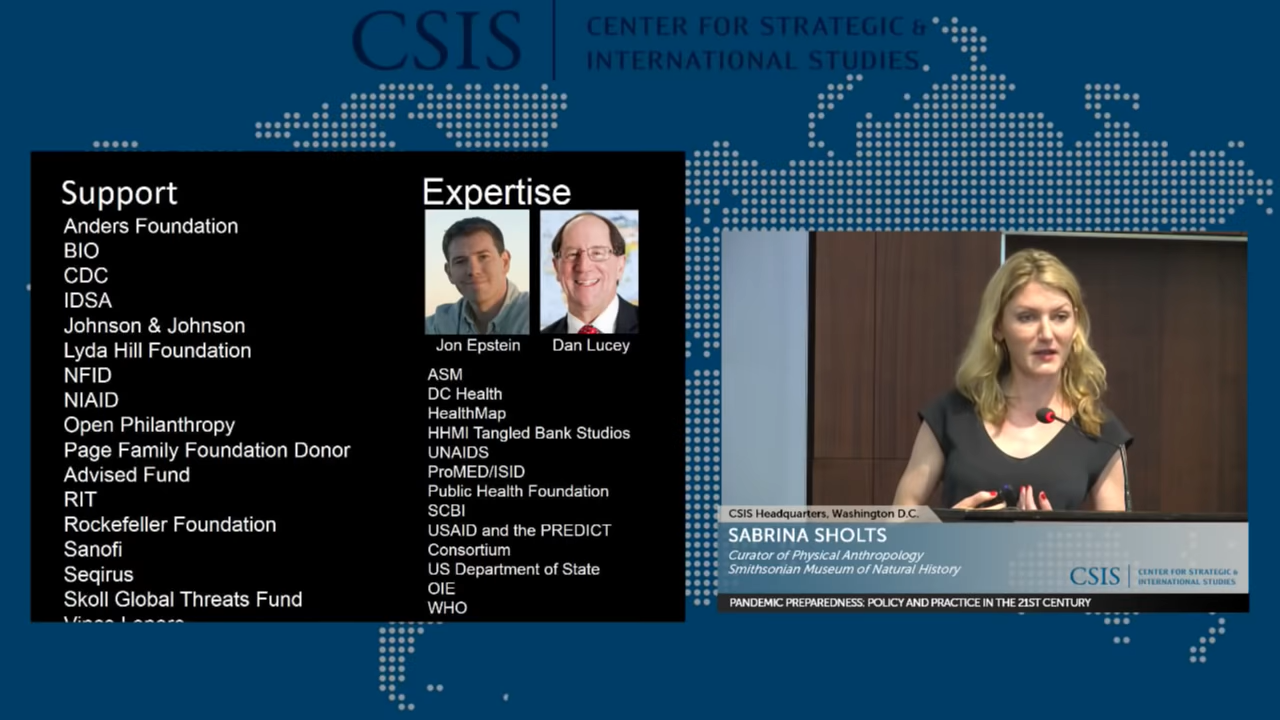 CSIS
CENTER FOR STRATEGIC &
INTERNATIONAL STUDIES
Support
Anders Foundation
BIO
CDC
IDSA
Johnson & Johnson
Lyda Hill Foundation
NFID
NIAID
Open Philanthropy
Page Family Foundation Donor
Advised Fund
RIT
Rockefeller Foundation
Sanofi
Seqirus
Skoll Global Threats Fund
Expertise
Jon Epstein
Dan Lucey
ASM
DC Health
HealthMap
HHMI Tangled Bank Studios
UNAIDS
ProMED/ISID
Public Health Foundation
SCBI
USAID and the PREDICT
Consortium
US Department of State
OIE
WHO
CSIS Headquarters, Washington D.C.
SABRINA SHOLTS
Curator of Physical Anthropology
Smithsonian Museum of Natural History
CSIS
CENTER FOR STRATEGIC &
INTERNATIONAL STUDIES
PANDEMIC PREPAREDNESS: POLICY AND PRACTICE IN THE 21ST CENTURY